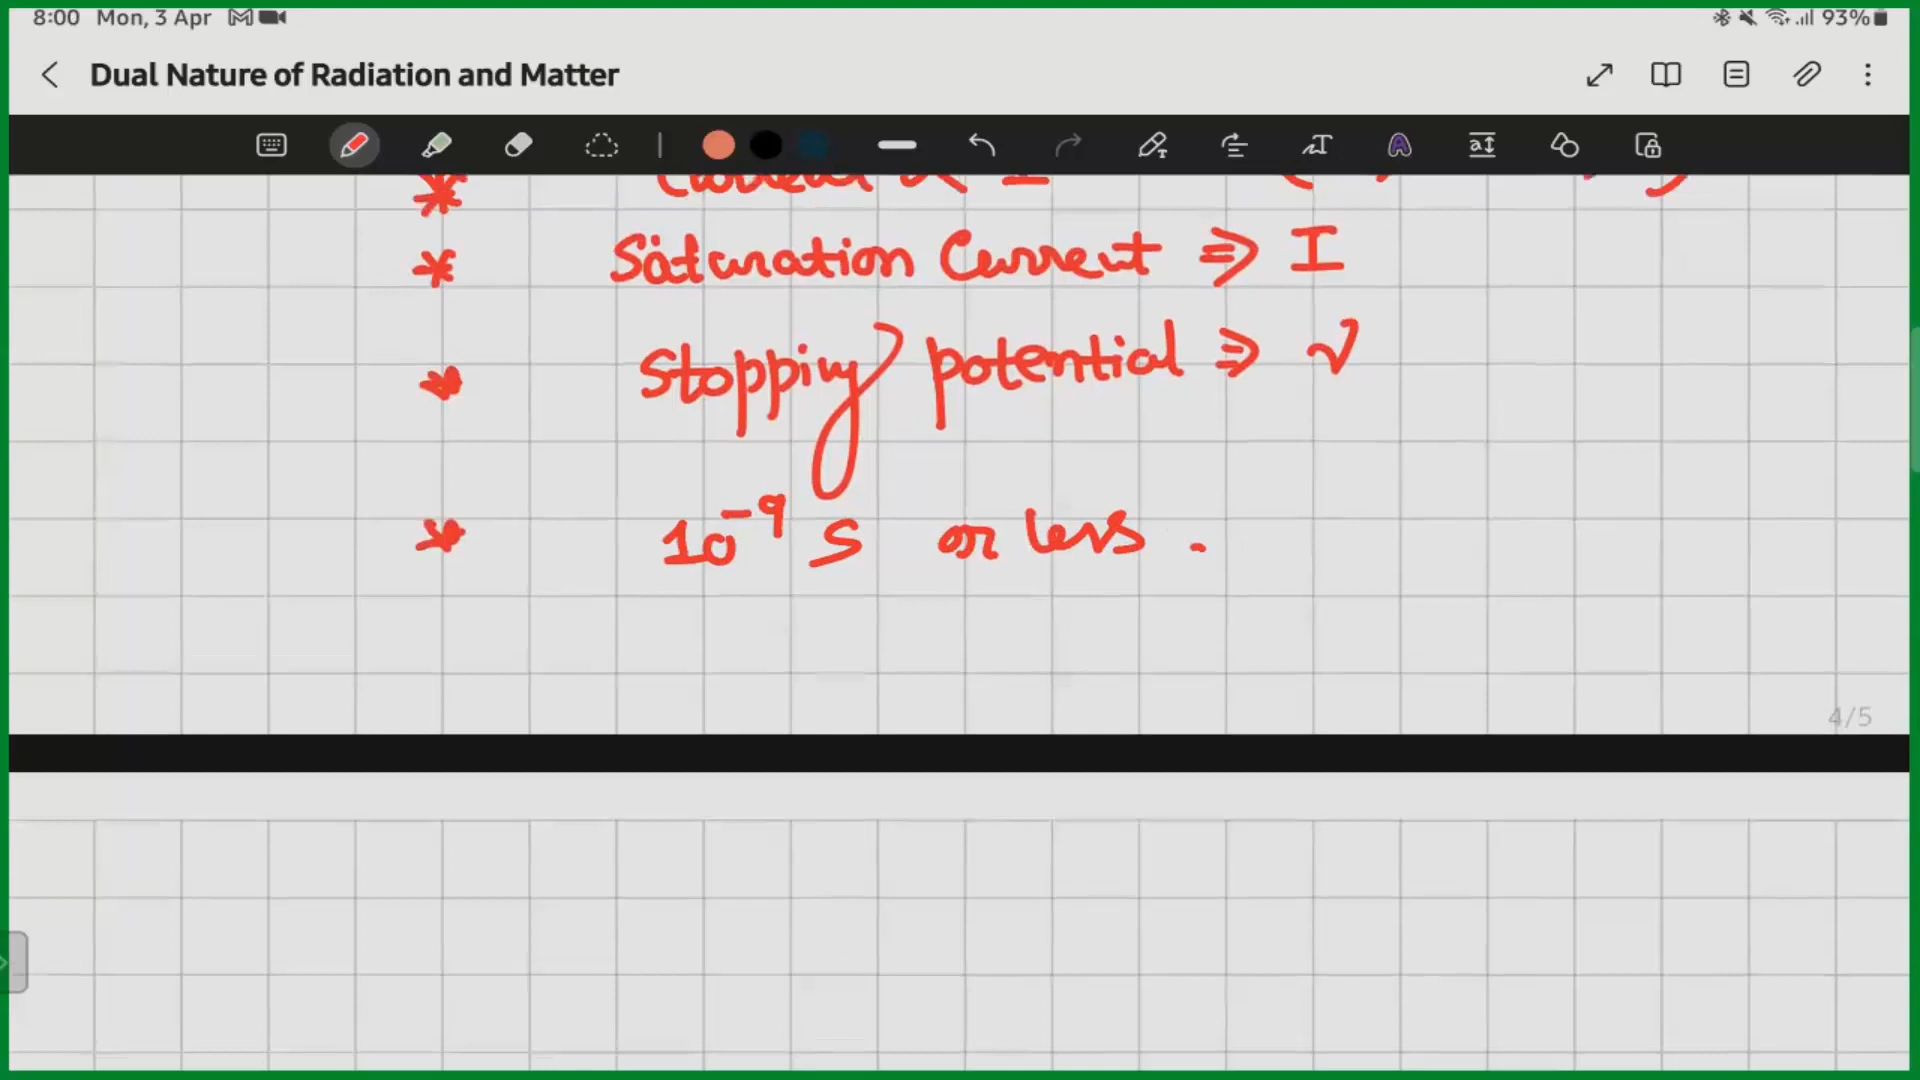 8:00 Mon, 3 Apr 93%
Dual Nature of Radiation and Matter
* Current ∝ I
* Saturation Current ⇒ I
* Stopping potential ⇒ ν
* 10⁻⁹ S or less .
4/5